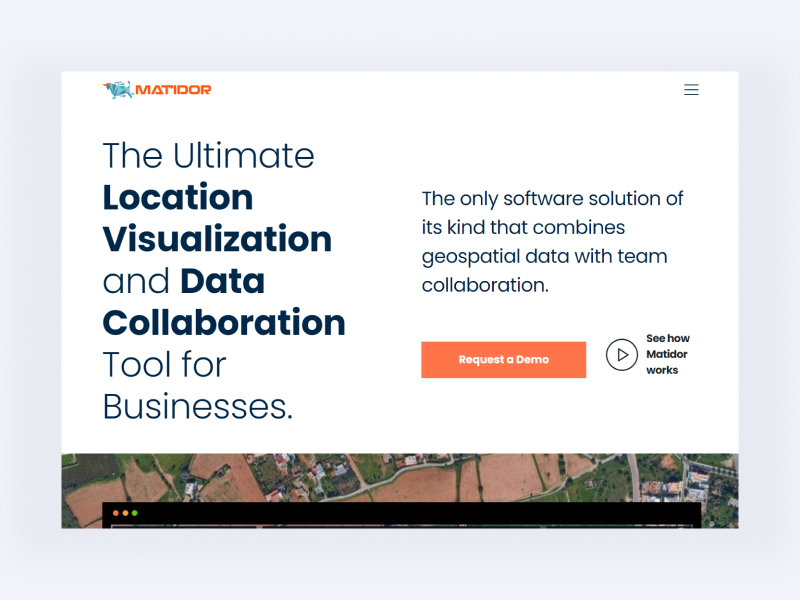 MATIDOR
The Ultimate
Location
Visualization
and Data
Collaboration
Tool for
Businesses.
The only software solution of
its kind that combines
geospatial data with team
collaboration.
Request a Demo
See how
Matidor
works